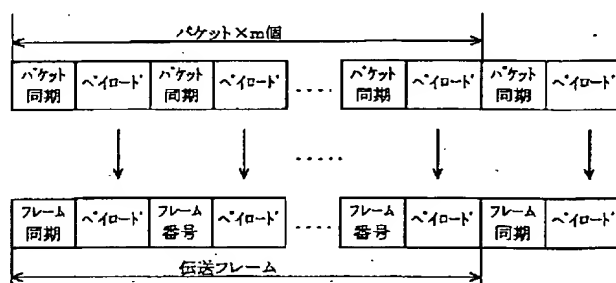 パケット×m個
パケット同期 ペイロード パケット同期 ペイロード ..... パケット同期 ペイロード パケット同期 ペイロード
......
フレーム同期 ペイロード フレーム番号 ペイロード ..... フレーム番号 ペイロード フレーム同期 ペイロード
伝送フレーム